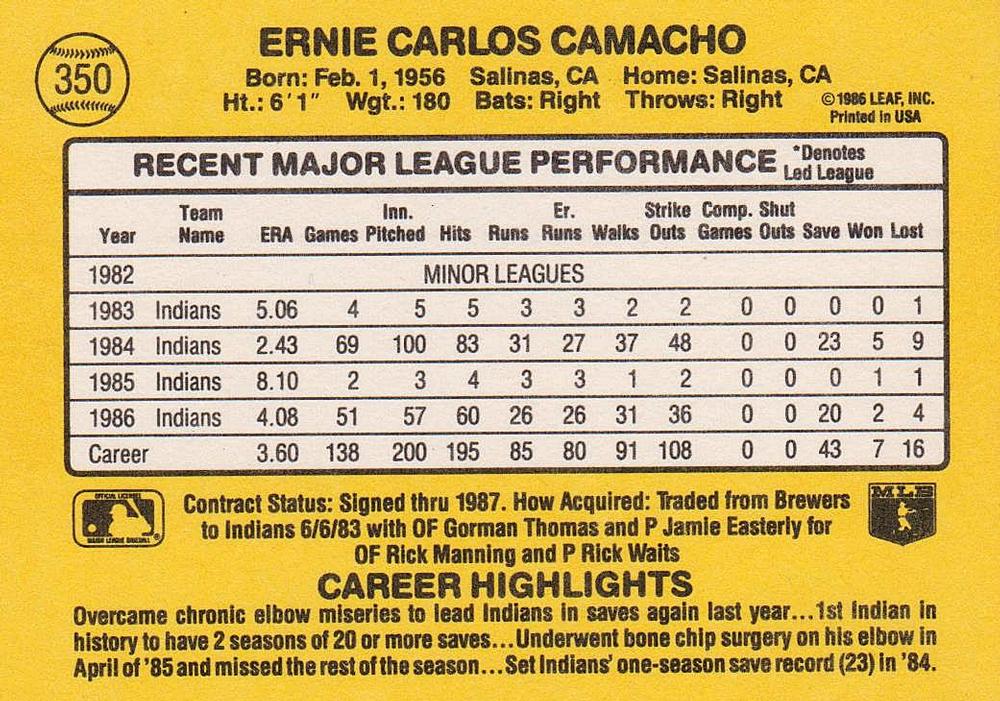 350
ERNIE CARLOS CAMACHO
Born: Feb. 1, 1956 Salinas, CA Home: Salinas, CA
Ht.: 6'1" Wgt.: 180 Bats: Right Throws: Right
©1986 LEAF, INC.
Printed in USA
RECENT MAJOR LEAGUE PERFORMANCE *Denotes Led League
Year Team Name ERA Games Inn. Pitched Hits Runs Er. Runs Walks Strike Outs Comp. Games Shut Outs Save Won Lost
1982 MINOR LEAGUES
1983 Indians 5.06 4 5 5 3 3 2 2 0 0 0 0 1
1984 Indians 2.43 69 100 83 31 27 37 48 0 0 23 5 9
1985 Indians 8.10 2 3 4 3 3 1 2 0 0 0 1 1
1986 Indians 4.08 51 57 60 26 26 31 36 0 0 20 2 4
Career 3.60 138 200 195 85 80 91 108 0 0 43 7 16
OFFICIAL LICENSEE
MAJOR LEAGUE BASEBALL
®
Contract Status: Signed thru 1987. How Acquired: Traded from Brewers
to Indians 6/6/83 with OF Gorman Thomas and P Jamie Easterly for
OF Rick Manning and P Rick Waits
MLB
CAREER HIGHLIGHTS
Overcame chronic elbow miseries to lead Indians in saves again last year...1st Indian in
history to have 2 seasons of 20 or more saves...Underwent bone chip surgery on his elbow in
April of '85 and missed the rest of the season...Set Indians' one-season save record (23) in '84.